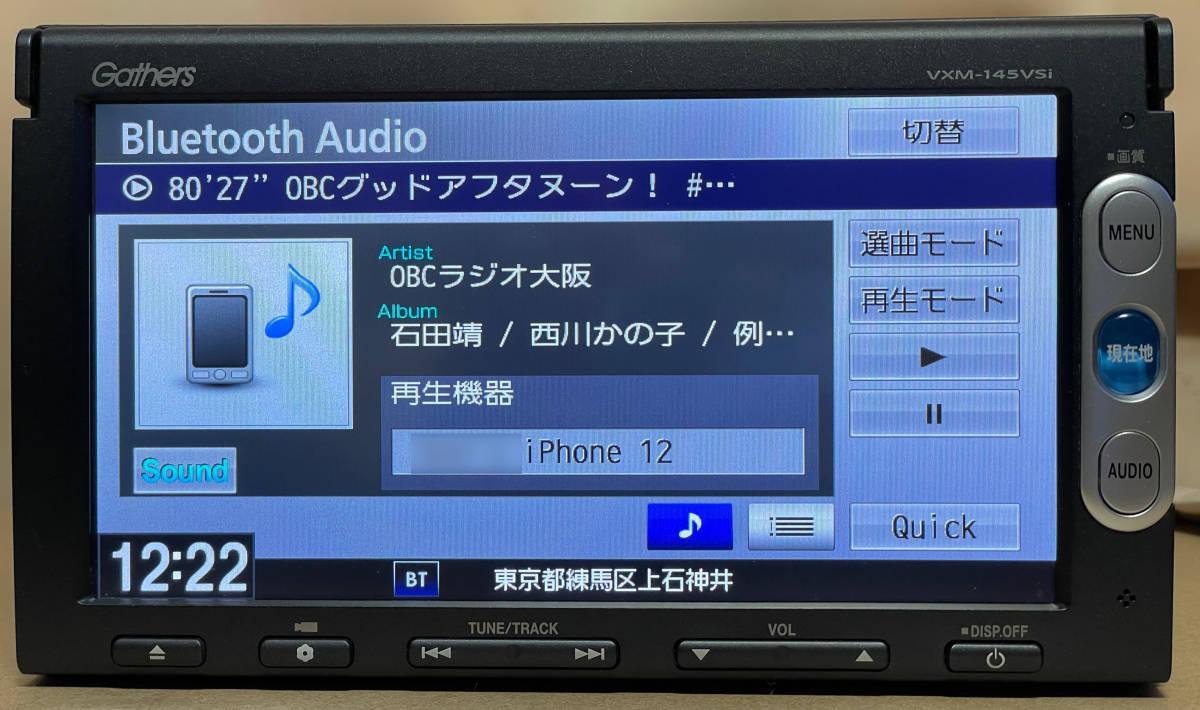 Gathers
VXM-145VSi
Bluetooth Audio
切替
80’27” OBCグッドアフタヌーン！ #…
■画質
MENU
Artist
OBCラジオ大阪
選曲モード
Album
石田靖 / 西川かの子 / 例…
再生モード
現在地
再生機器
iPhone 12
Sound
AUDIO
Quick
12:22
BT
東京都練馬区上石神井
TUNE/TRACK
VOL
■DISP.OFF